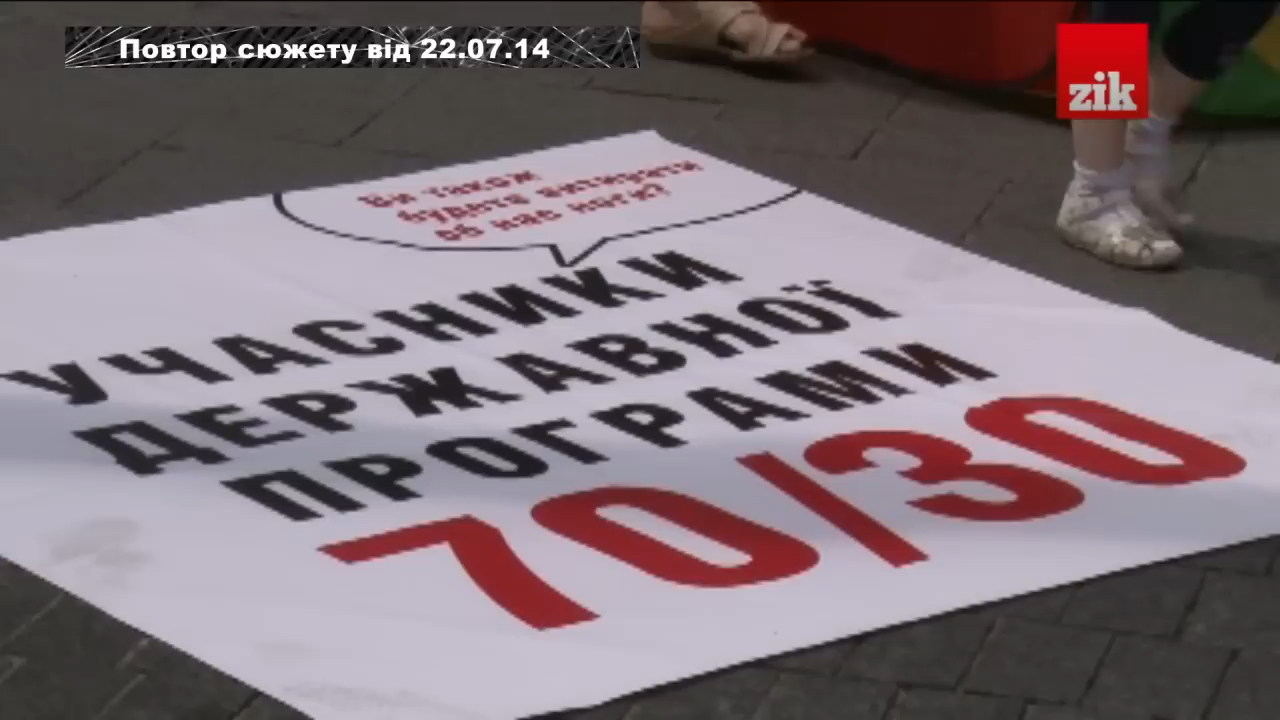 Повтор сюжету від 22.07.14
zik
Ви також
будете витирати
об нас ноги?
УЧАСНИКИ
ДЕРЖАВНОЇ
ПРОГРАМИ
70/30